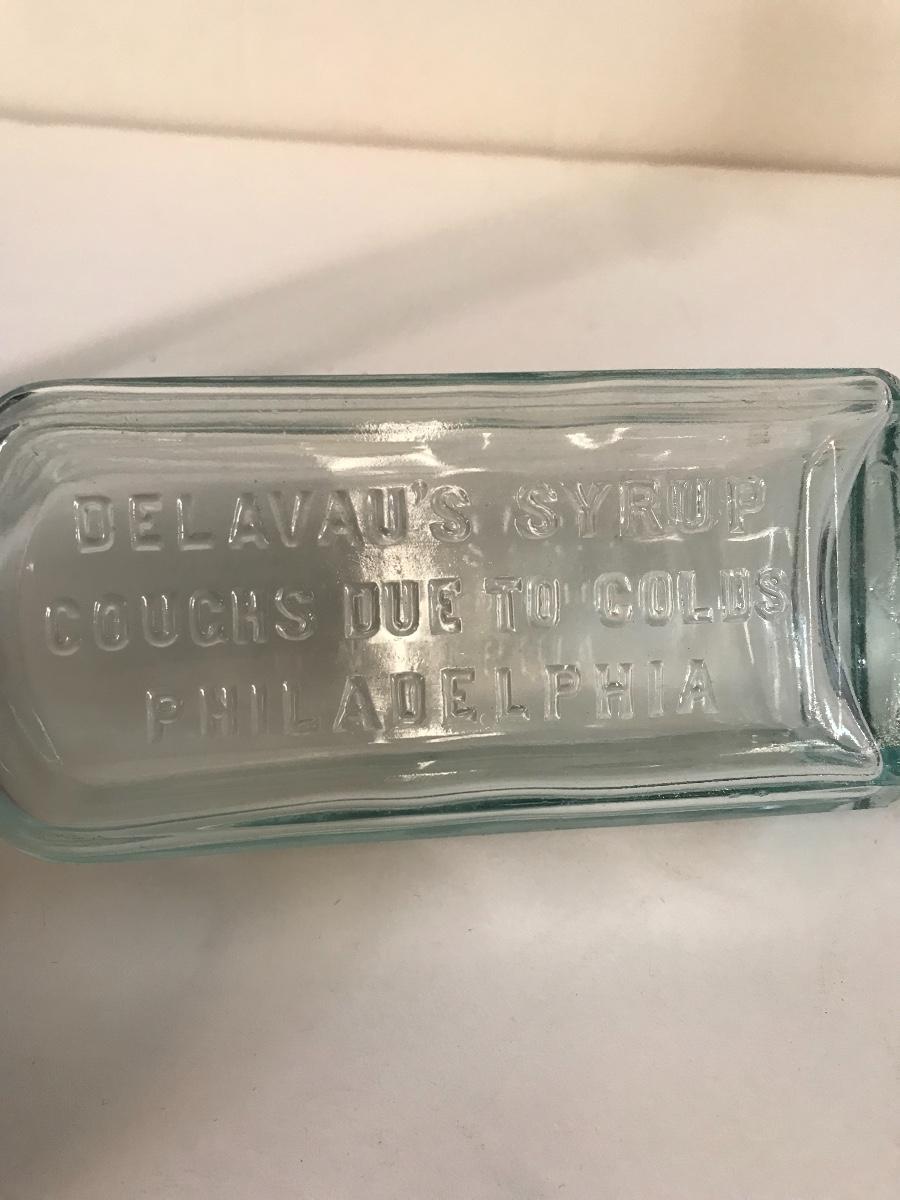 DELAVAU'S SYRUP
COUGHS DUE TO COLDS
PHILADELPHIA